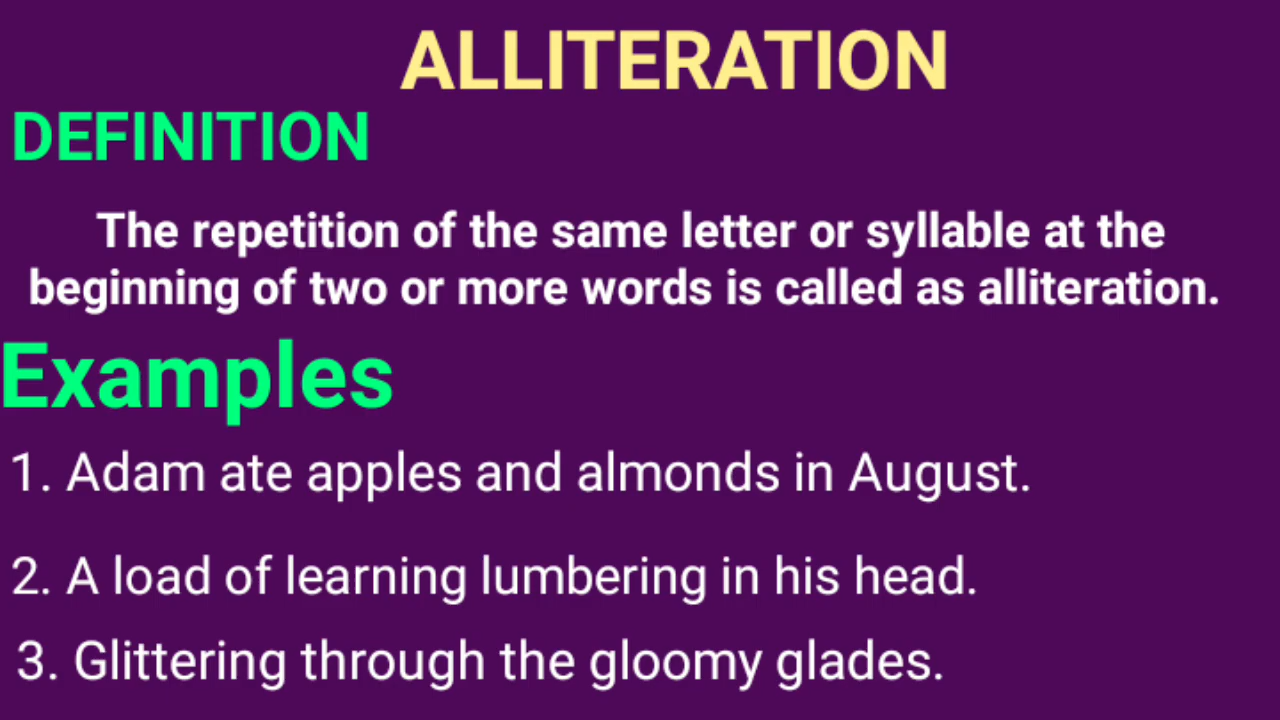 ALLITERATION
DEFINITION
The repetition of the same letter or syllable at the
beginning of two or more words is called as alliteration.
Examples
1. Adam ate apples and almonds in August.
2. A load of learning lumbering in his head.
3. Glittering through the gloomy glades.